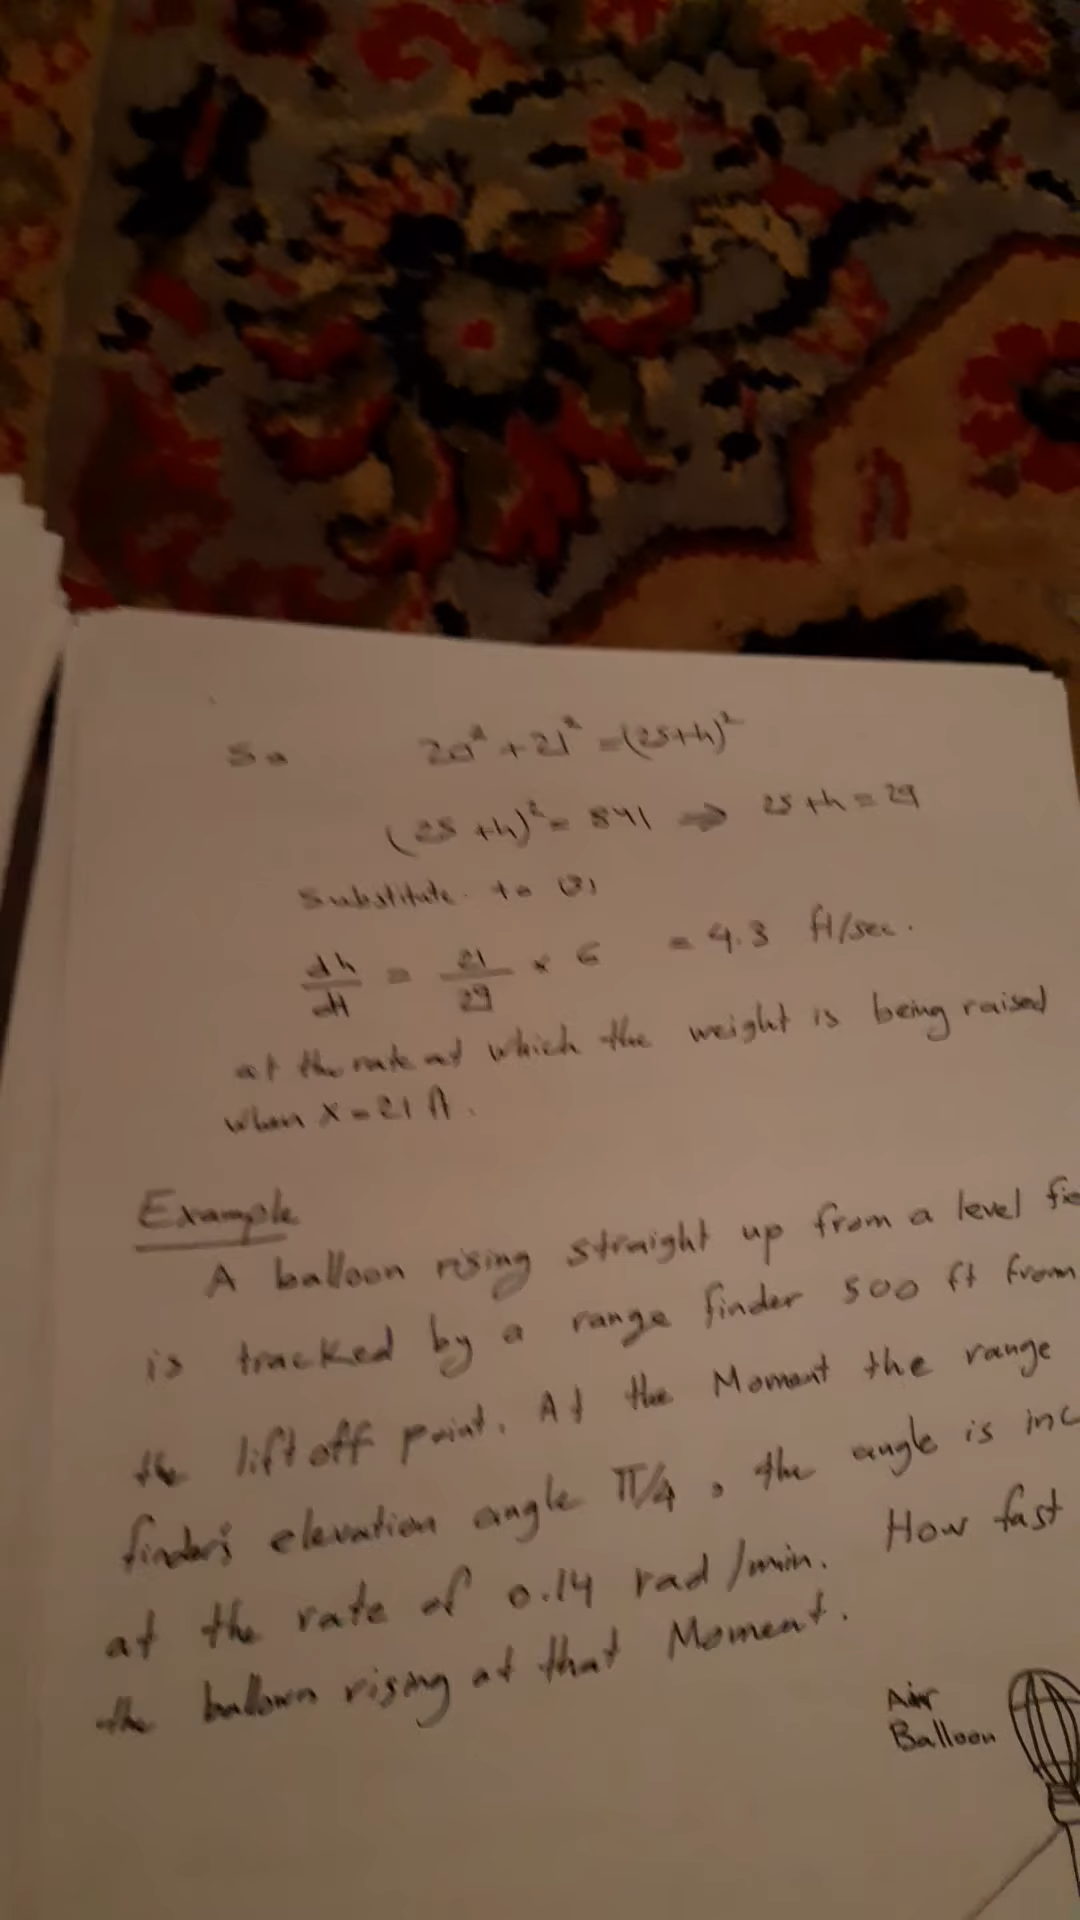 So 20² + 21² = (25+h)²
(25 + h)² = 841 ⇒ 25 + h = 29
Substitute to (3)
dh/dt = 21/29 × 6 = 4.3 ft/sec.
at the rate at which the weight is being raised
when x = 21 ft.
Example
A balloon rising straight up from a level fie
is tracked by a range finder 500 ft from
the lift off point. At the Moment the range
finder's elevation angle π/4, the angle is inc
at the rate of 0.14 rad/min. How fast
the balloon rising at that Moment.
Air
Balloon